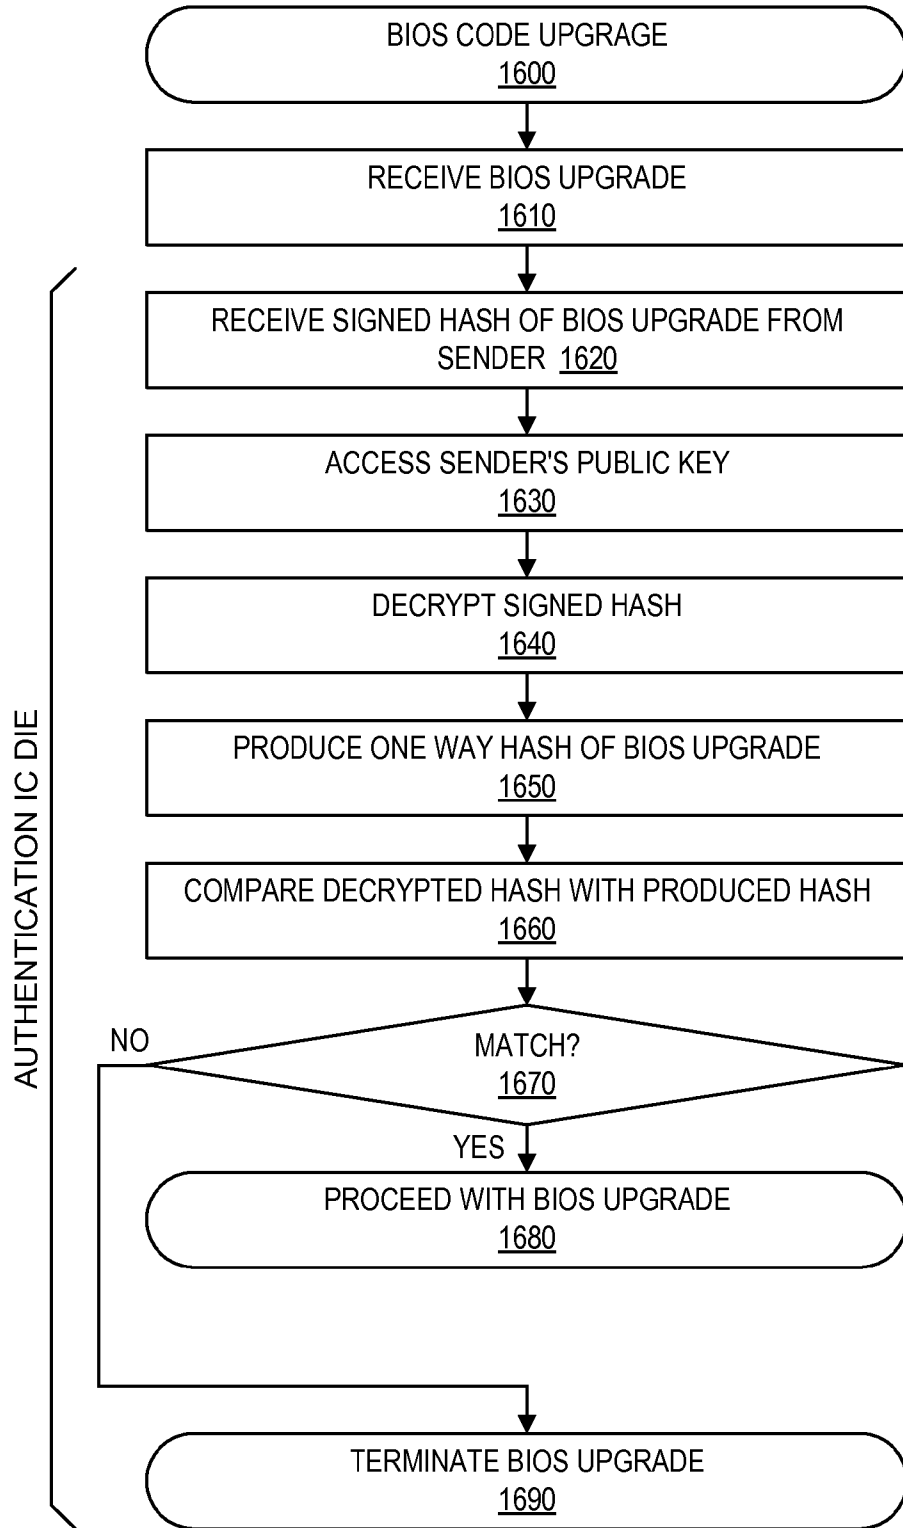 BIOS CODE UPGRAGE
1600
RECEIVE BIOS UPGRADE
1610
RECEIVE SIGNED HASH OF BIOS UPGRADE FROM
SENDER 1620
ACCESS SENDER'S PUBLIC KEY
1630
DECRYPT SIGNED HASH
1640
PRODUCE ONE WAY HASH OF BIOS UPGRADE
1650
COMPARE DECRYPTED HASH WITH PRODUCED HASH
1660
AUTHENTICATION IC DIE
NO
MATCH?
1670
YES
PROCEED WITH BIOS UPGRADE
1680
TERMINATE BIOS UPGRADE
1690